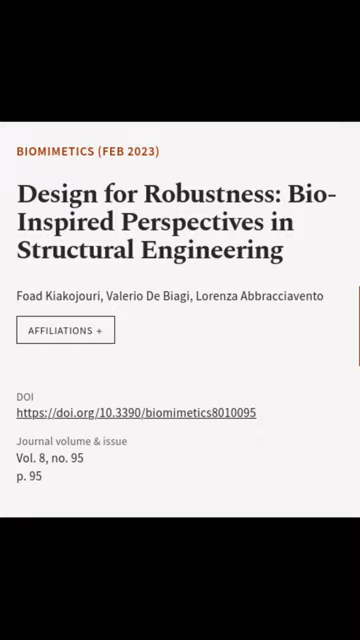 BIOMIMETICS (FEB 2023)
Design for Robustness: Bio-
Inspired Perspectives in
Structural Engineering
Foad Kiakojouri, Valerio De Biagi, Lorenza Abbracciavento
AFFILIATIONS +
DOI
https://doi.org/10.3390/biomimetics8010095
Journal volume & issue
Vol. 8, no. 95
p. 95